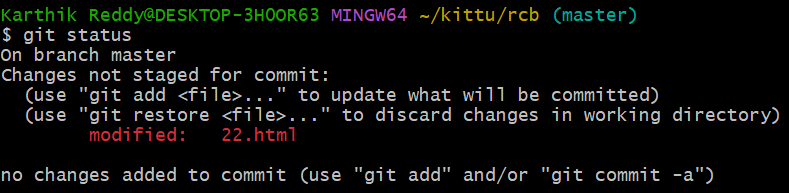 Karthik Reddy@DESKTOP-3HOOR63 MINGW64 ~/kittu/rcb (master)
$ git status
On branch master
Changes not staged for commit:
  (use "git add <file>..." to update what will be committed)
  (use "git restore <file>..." to discard changes in working directory)
        modified:   22.html
no changes added to commit (use "git add" and/or "git commit -a")